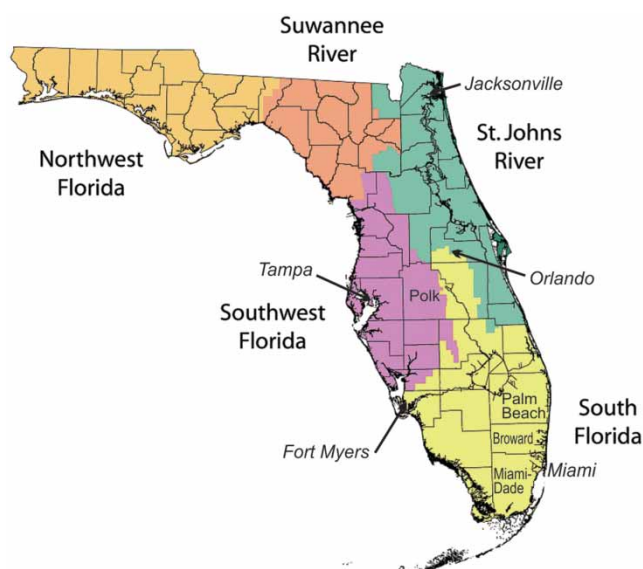 Suwannee
River
Jacksonville
St. Johns
River
Northwest
Florida
Tampa
Orlando
Polk
Southwest
Florida
Palm
Beach
South
Florida
Broward
Fort Myers
Miami-
Dade
Miami